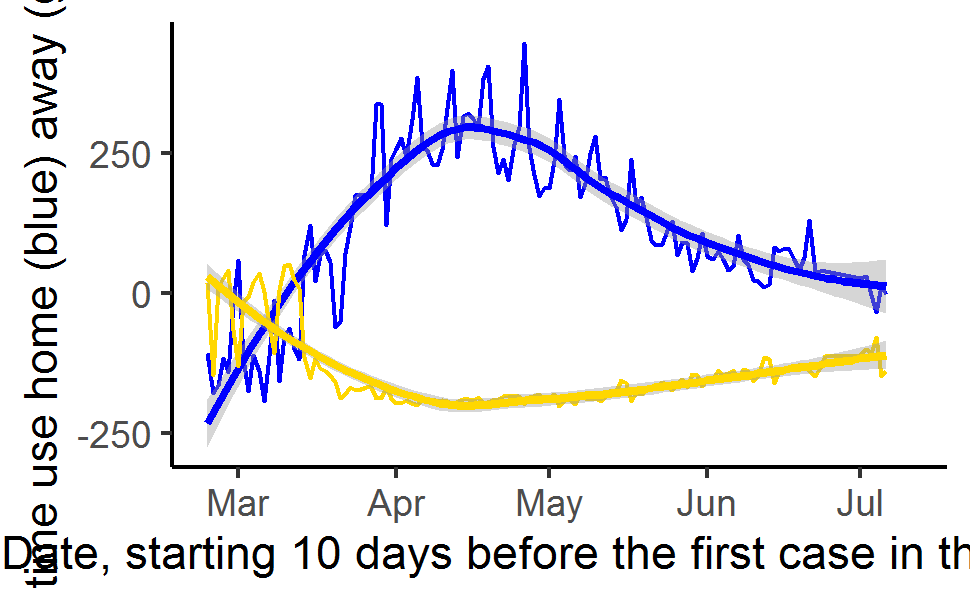 time use home (blue) away (
250
0
-250
Mar Apr May Jun Jul
Date, starting 10 days before the first case in th